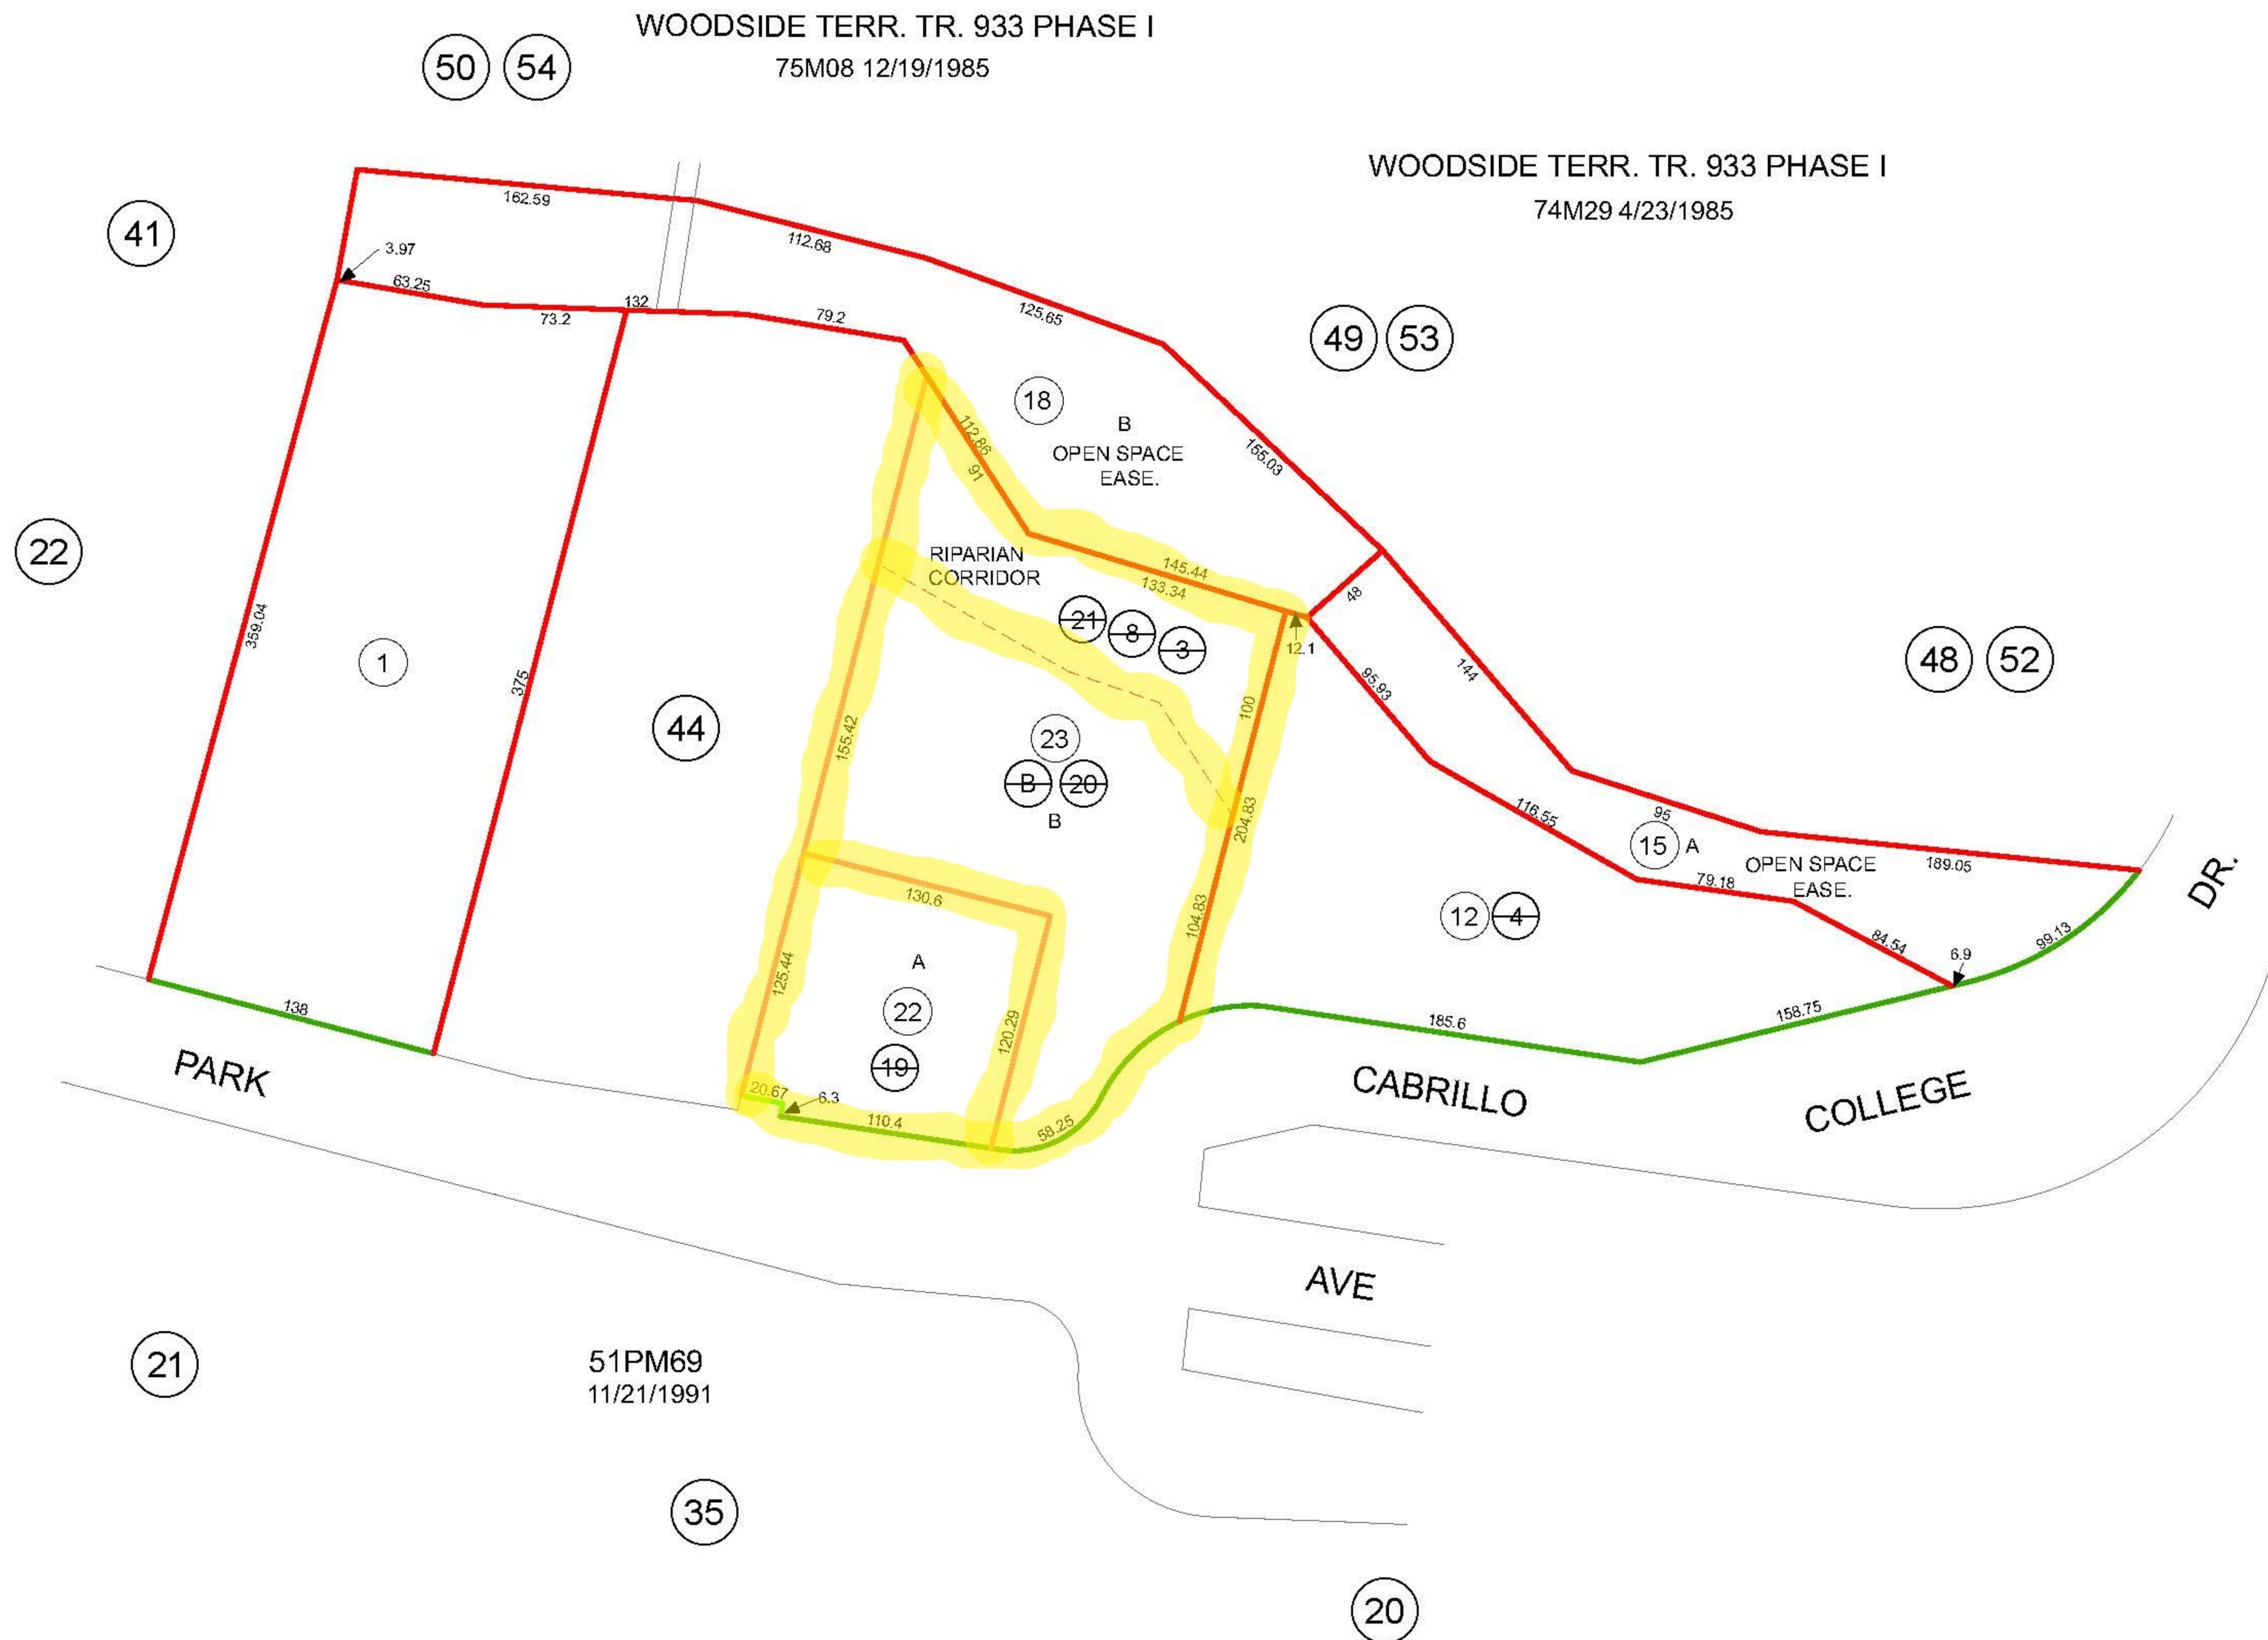 WOODSIDE TERR. TR. 933 PHASE I
50 54
75M08 12/19/1985
WOODSIDE TERR. TR. 933 PHASE I
74M29 4/23/1985
41
162.59
112.68
3.97
63.25
73.2
132
79.2
125.65
49 53
18
B
OPEN SPACE
EASE.
112.86
91
155.03
22
RIPARIAN
CORRIDOR
145.44
133.34
48
21 8 3
12.1
359.04
1
375
44
155.42
23
B 20
B
100
204.83
95.93
144
48 52
116.55
95
15 A
OPEN SPACE
EASE.
189.05
79.18
DR.
130.6
104.83
12 4
84.54
6.9
99.13
A
125.44
22
120.29
19
138
185.6
158.75
PARK
20.67
6.3
110.4
58.25
CABRILLO
COLLEGE
AVE
21
51PM69
11/21/1991
35
20